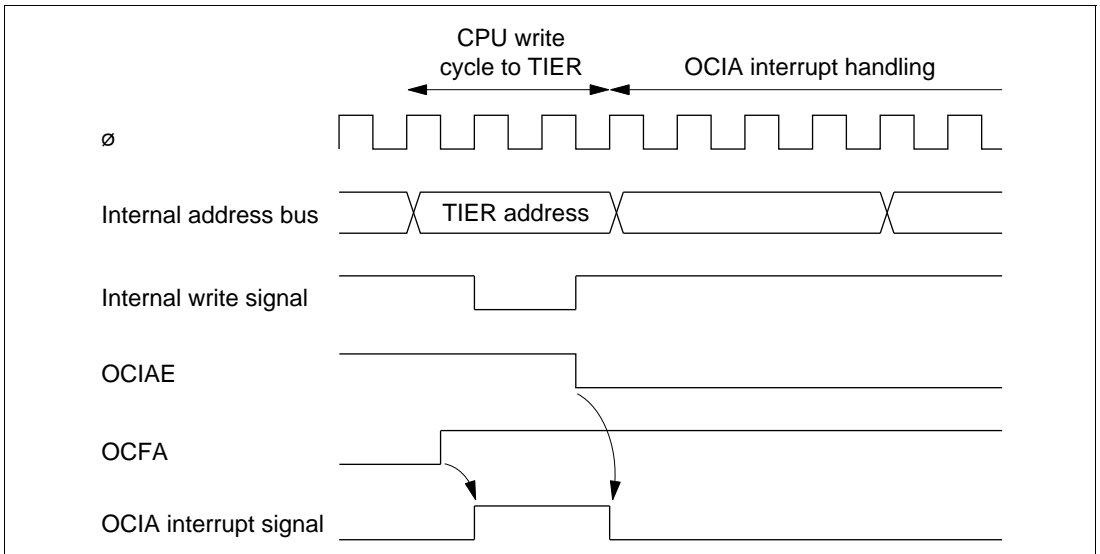 CPU write
cycle to TIER
OCIA interrupt handling
ø
Internal address bus
TIER address
Internal write signal
OCIAE
OCFA
OCIA interrupt signal